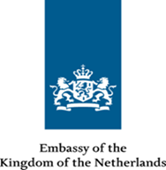 Embassy of the
Kingdom of the Netherlands